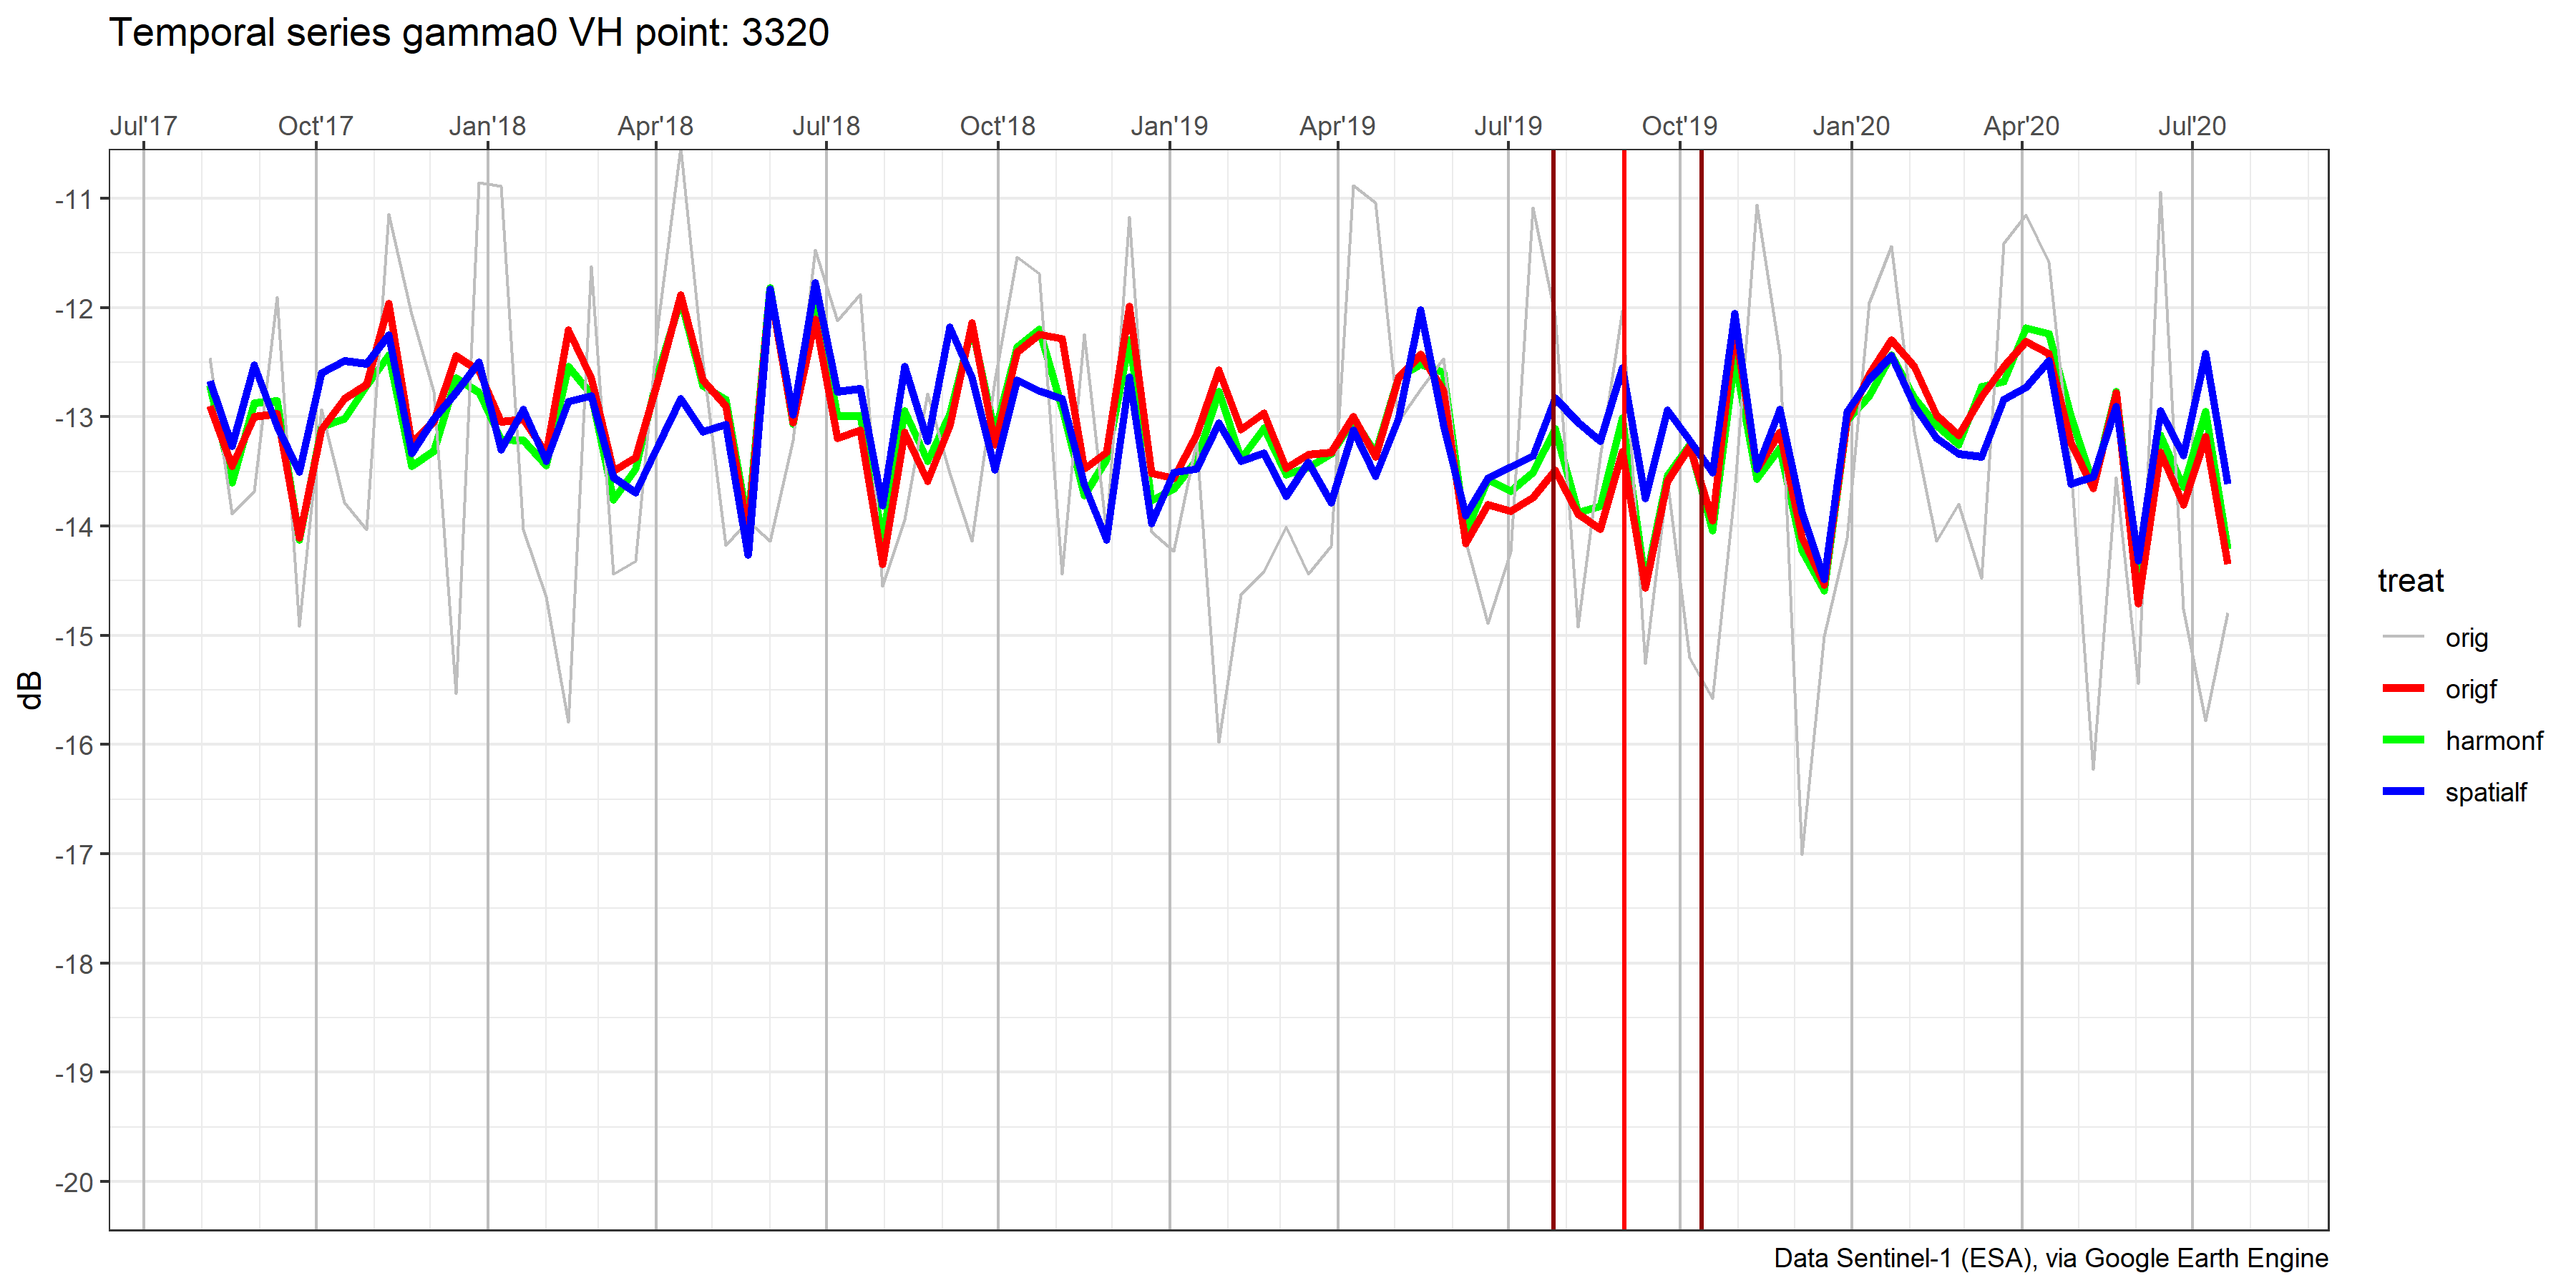 Temporal series gamma0 VH point: 3320
Jul'17 Oct'17 Jan'18 Apr'18 Jul'18 Oct'18 Jan'19 Apr'19 Jul'19 Oct'19 Jan'20 Apr'20 Jul'20
-11
-12
-13
-14
-15
-16
-17
-18
-19
-20
dB
treat
orig
origf
harmonf
spatialf
Data Sentinel-1 (ESA), via Google Earth Engine